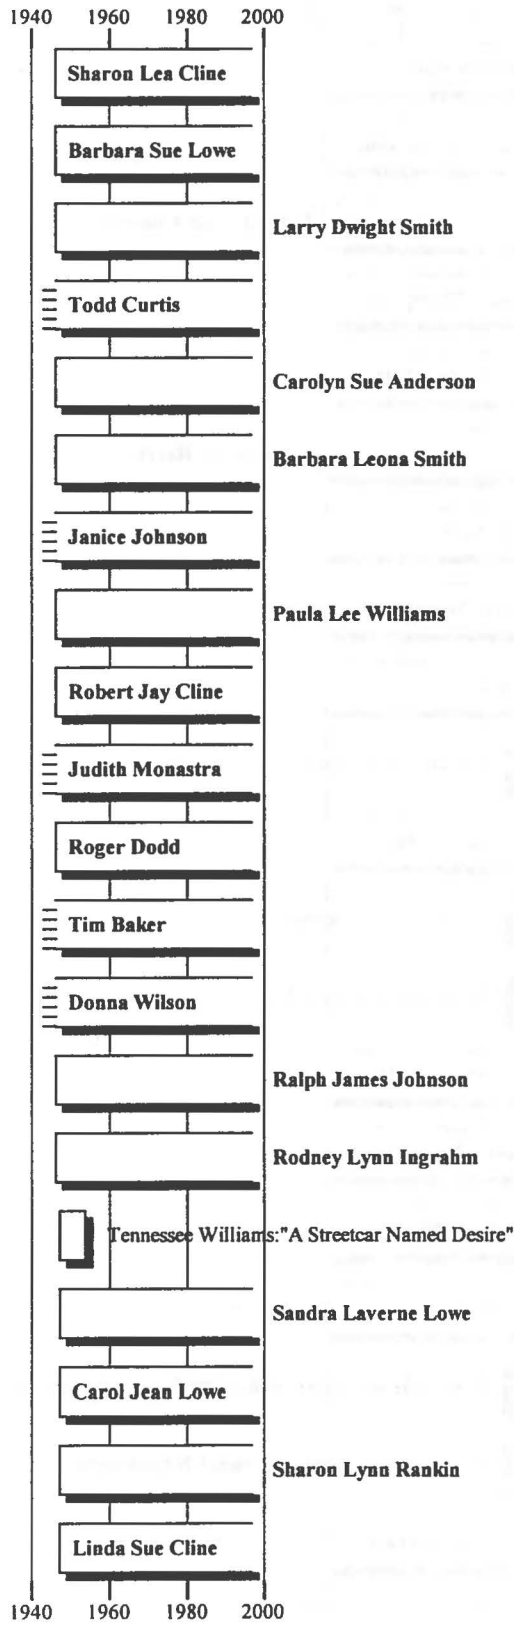 1940 1960 1980 2000
Sharon Lea Cline
Barbara Sue Lowe
Larry Dwight Smith
Todd Curtis
Carolyn Sue Anderson
Barbara Leona Smith
Janice Johnson
Paula Lee Williams
Robert Jay Cline
Judith Monastra
Roger Dodd
Tim Baker
Donna Wilson
Ralph James Johnson
Rodney Lynn Ingrahm
Tennessee Williams:"A Streetcar Named Desire"
Sandra Laverne Lowe
Carol Jean Lowe
Sharon Lynn Rankin
Linda Sue Cline
1940 1960 1980 2000